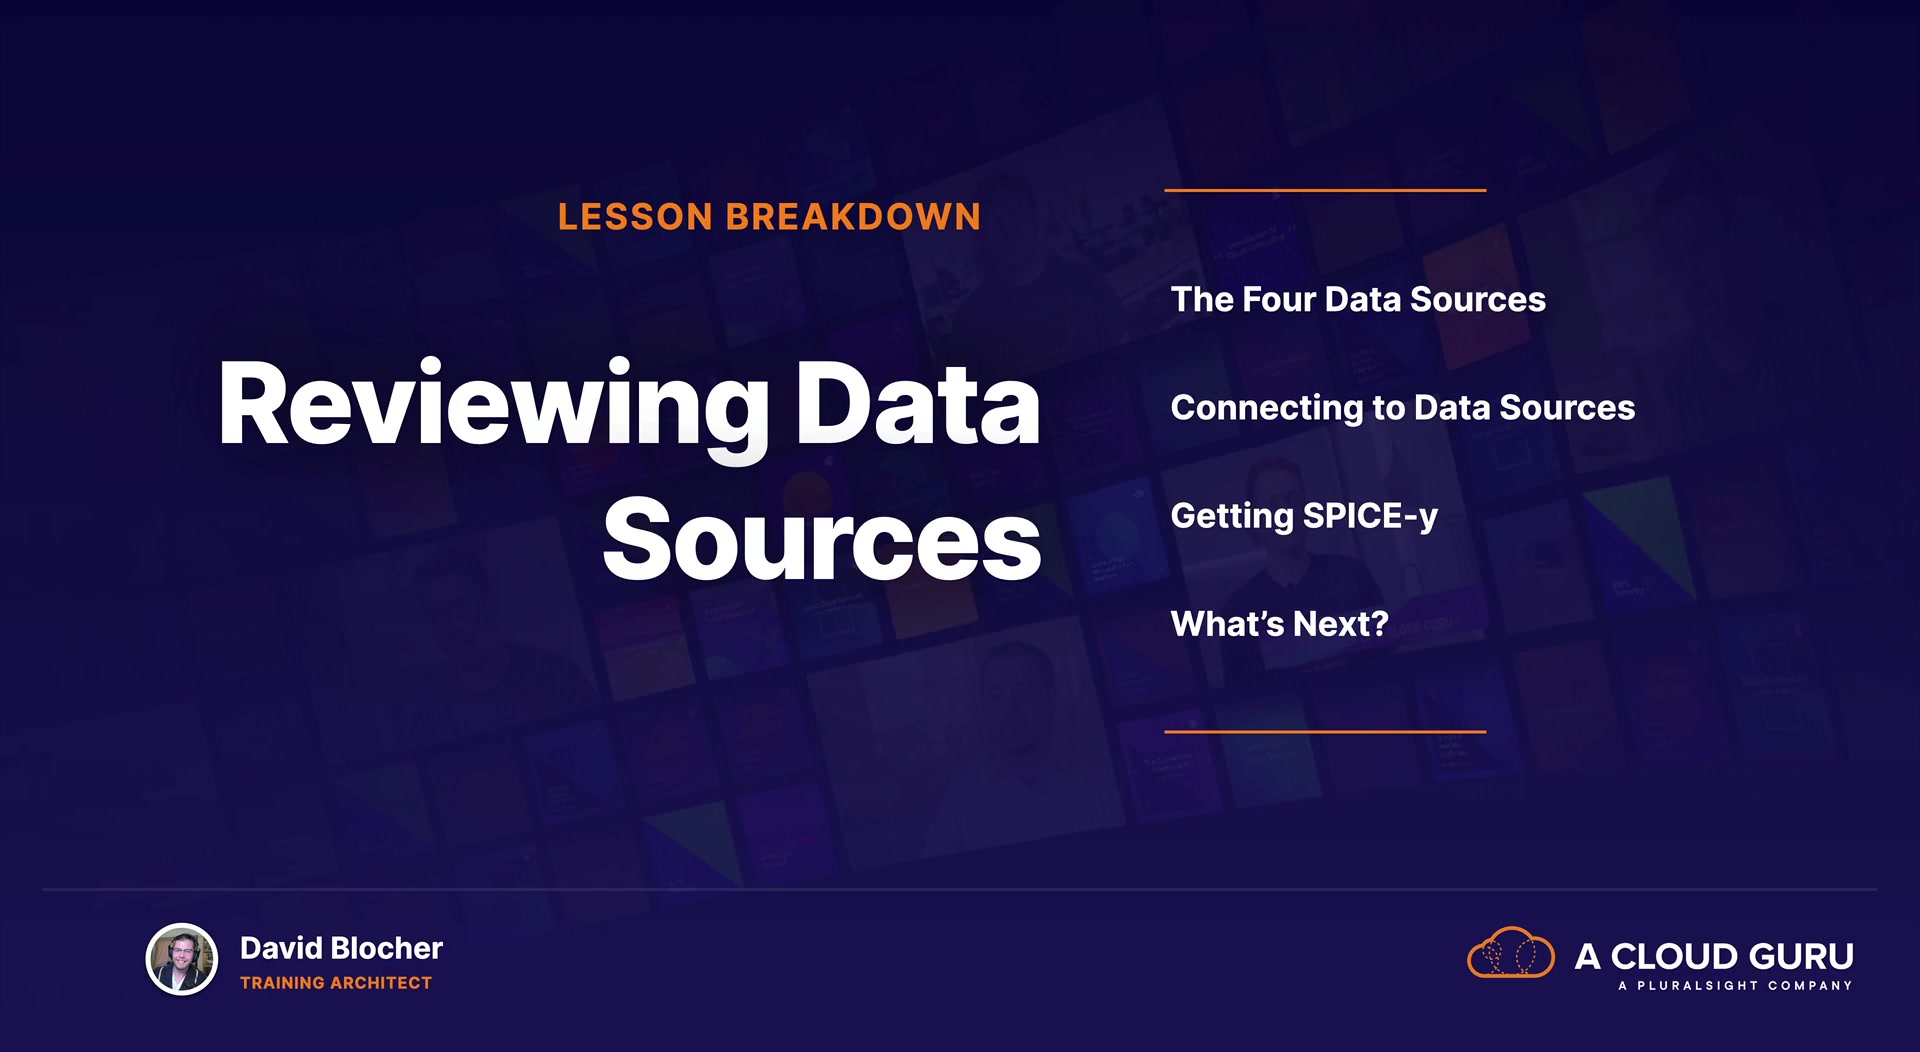 LESSON BREAKDOWN
Reviewing Data
Sources
The Four Data Sources
Connecting to Data Sources
Getting SPICE-y
What’s Next?
David Blocher
TRAINING ARCHITECT
A CLOUD GURU
A PLURALSIGHT COMPANY